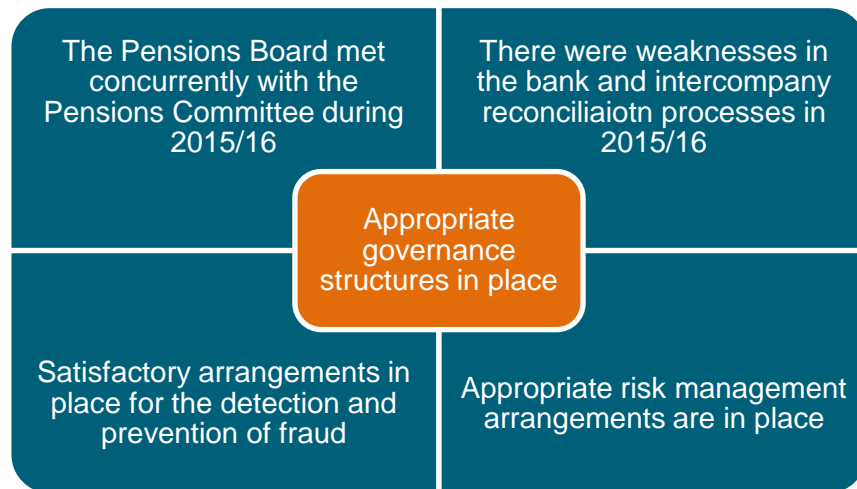 The Pensions Board met
concurrently with the
Pensions Committee during
2015/16
There were weaknesses in
the bank and intercompany
reconciliaiotn processes in
2015/16
Appropriate
governance
structures in place
Satisfactory arrangements in
place for the detection and
prevention of fraud
Appropriate risk management
arrangements are in place